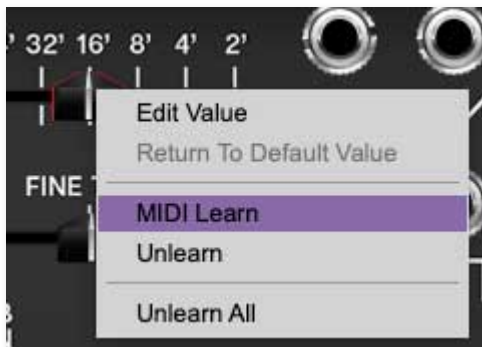 32' 16' 8' 4' 2'
Edit Value
Return To Default Value
FINE
MIDI Learn
Unlearn
Unlearn All